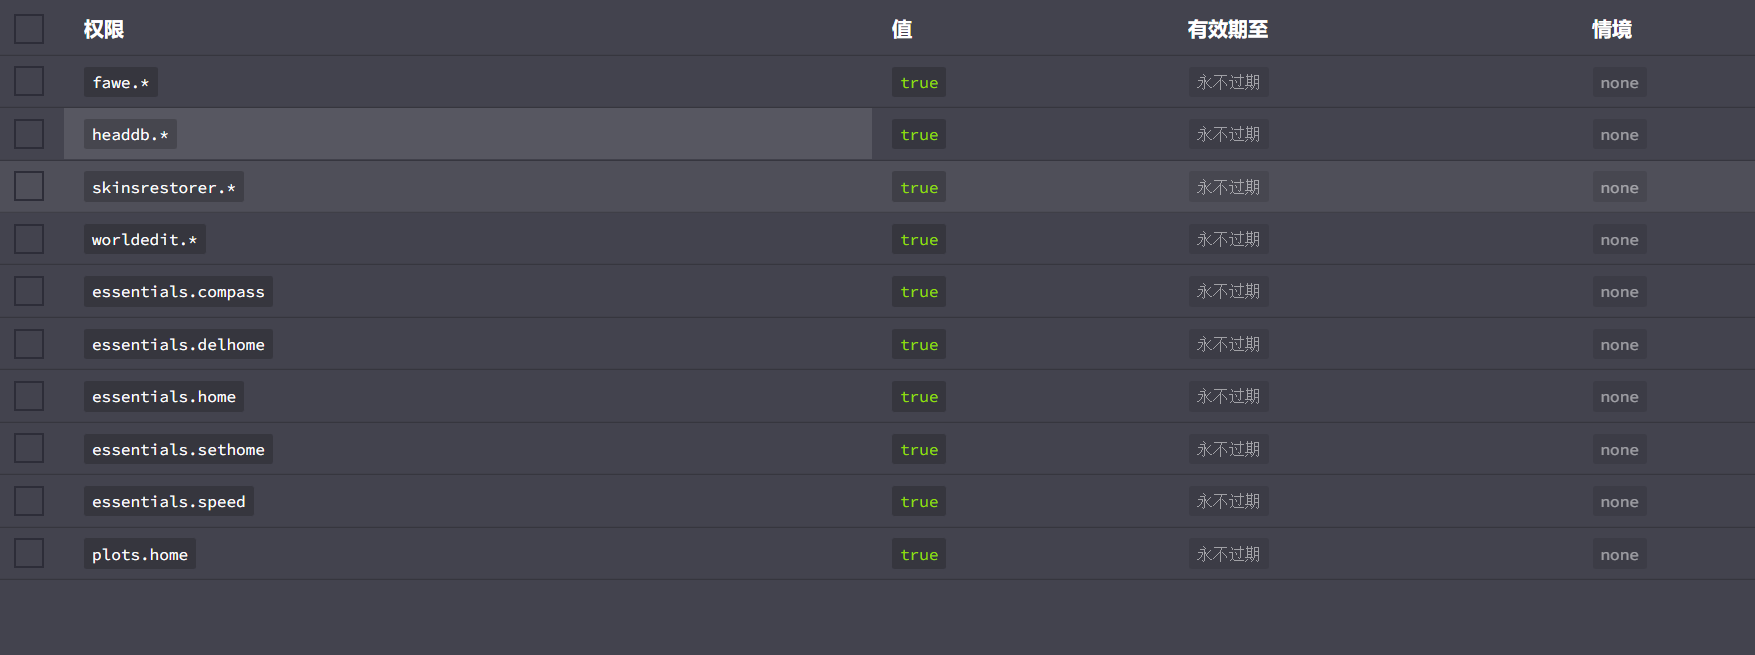 权限 值 有效期至 情境
fawe.* true 永不过期 none
headdb.* true 永不过期 none
skinsrestorer.* true 永不过期 none
worldedit.* true 永不过期 none
essentials.compass true 永不过期 none
essentials.delhome true 永不过期 none
essentials.home true 永不过期 none
essentials.sethome true 永不过期 none
essentials.speed true 永不过期 none
plots.home true 永不过期 none